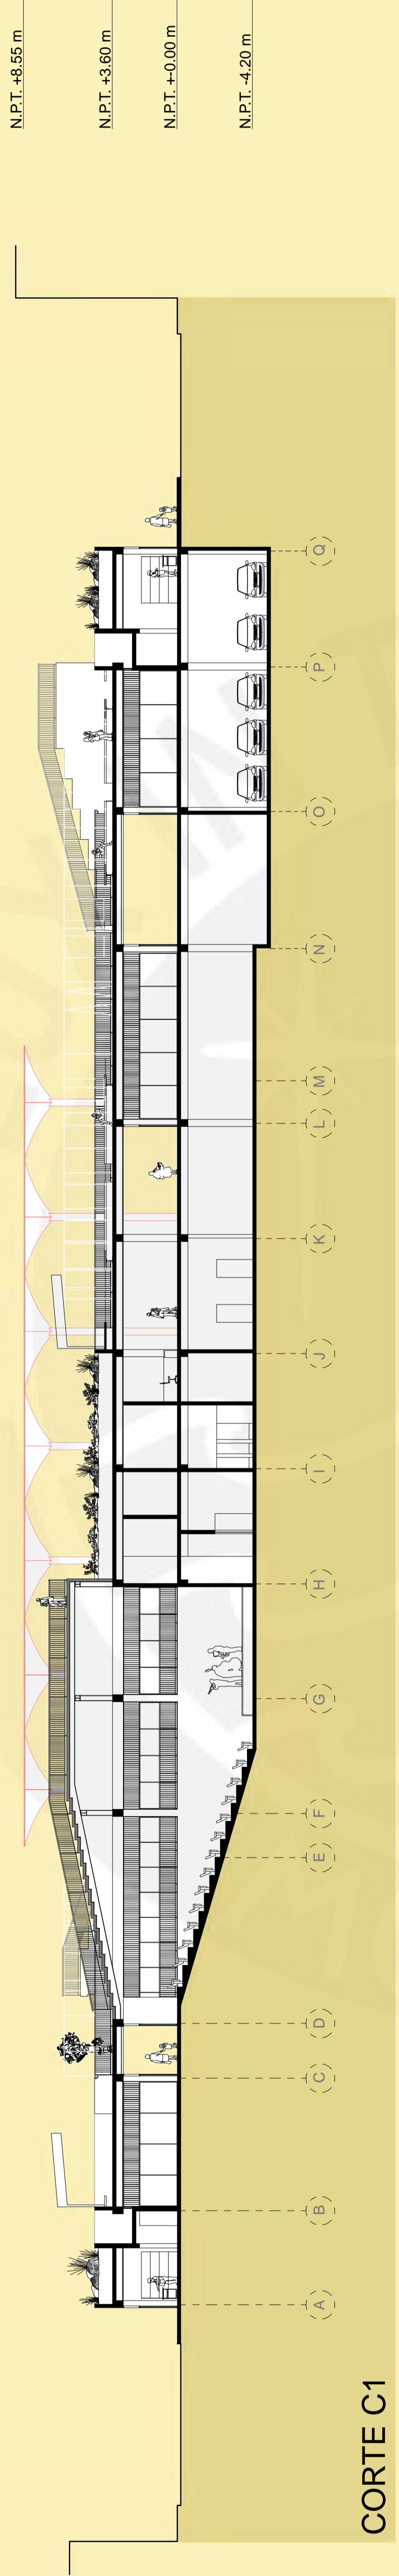 N.P.T. +8.55 m
N.P.T. +3.60 m
N.P.T. +-0.00 m
N.P.T. -4.20 m
A B C D E F G H I J K L M N O P Q
CORTE C1